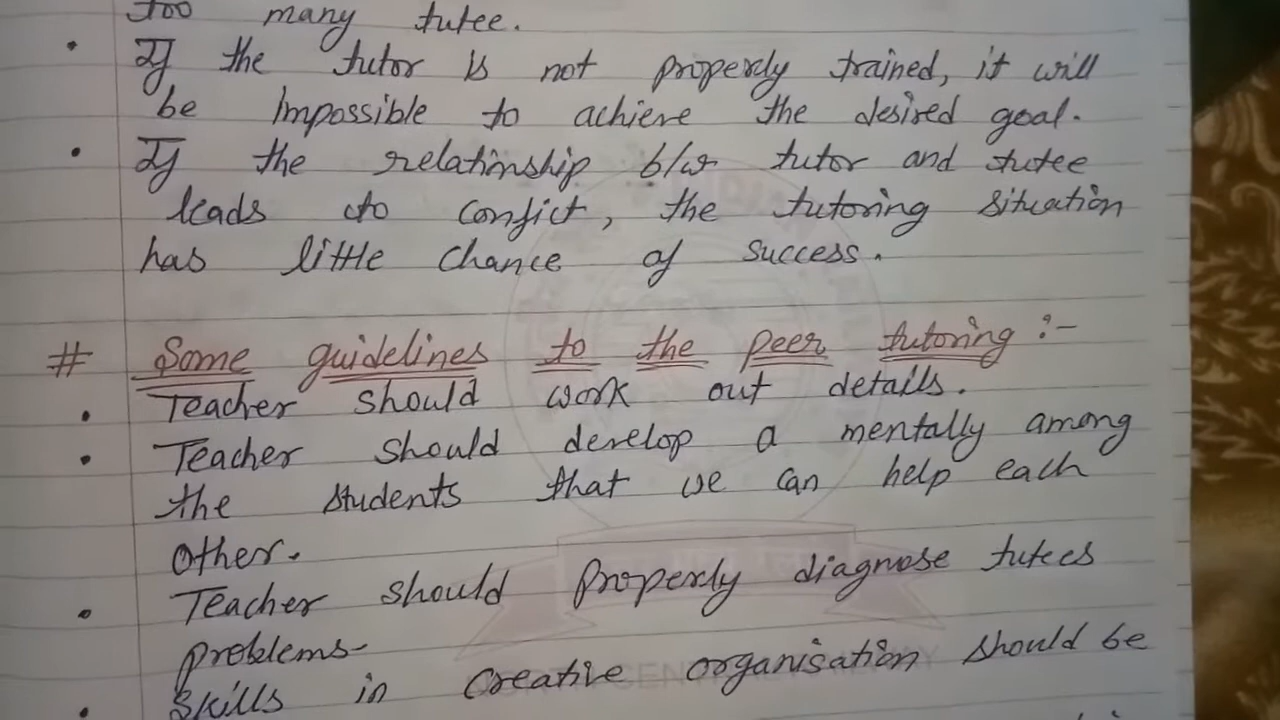 too many tutee.
• If the tutor is not properly trained, it will
be impossible to achieve the desired goal.
• If the relationship b/w tutor and tutee
leads to confict, the tutoring situation
has little chance of success.
# Some guidelines to the peer tutoring :-
• Teacher should work out details.
• Teacher should develop a mentally among
the students that we can help each
other.
• Teacher should properly diagnose tutees
problems-
• Skills in creative organisation should be